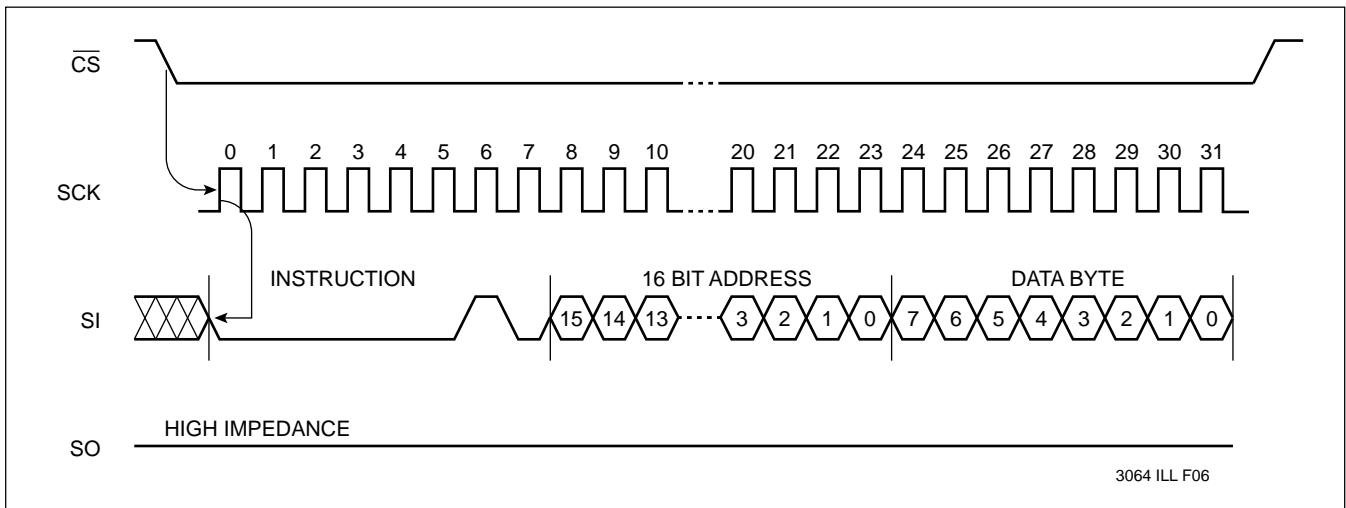 CS
0 1 2 3 4 5 6 7 8 9 10 20 21 22 23 24 25 26 27 28 29 30 31
SCK
INSTRUCTION 16 BIT ADDRESS DATA BYTE
SI 15 14 13 3 2 1 0 7 6 5 4 3 2 1 0
HIGH IMPEDANCE
SO
3064 ILL F06